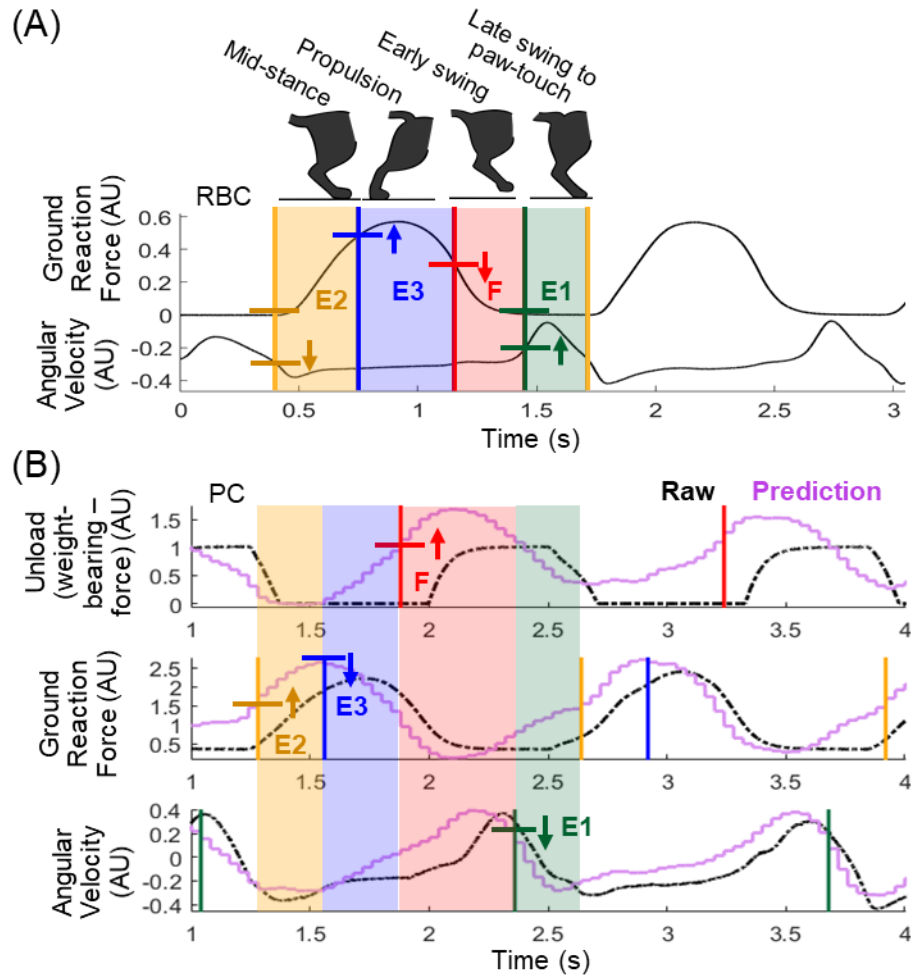 (A)
Mid-stance
Propulsion
Early swing
Late swing to
paw-touch
RBC
Ground
Reaction
Force (AU)
0.6
0.4
0.2
0
E2
E3
F
E1
Angular
Velocity
(AU)
-0.2
-0.4
0 0.5 1 1.5 2 2.5 3
Time (s)
(B)
PC
Raw Prediction
Unload (weight-
bearing –
force) (AU)
1.5
1
0.5
0
F
1 1.5 2 2.5 3 3.5 4
Ground
Reaction
Force (AU)
2.5
2
1.5
1
0.5
E2
E3
1 1.5 2 2.5 3 3.5 4
Angular
Velocity
(AU)
0.4
0.2
0
-0.2
-0.4
E1
1 1.5 2 2.5 3 3.5 4
Time (s)